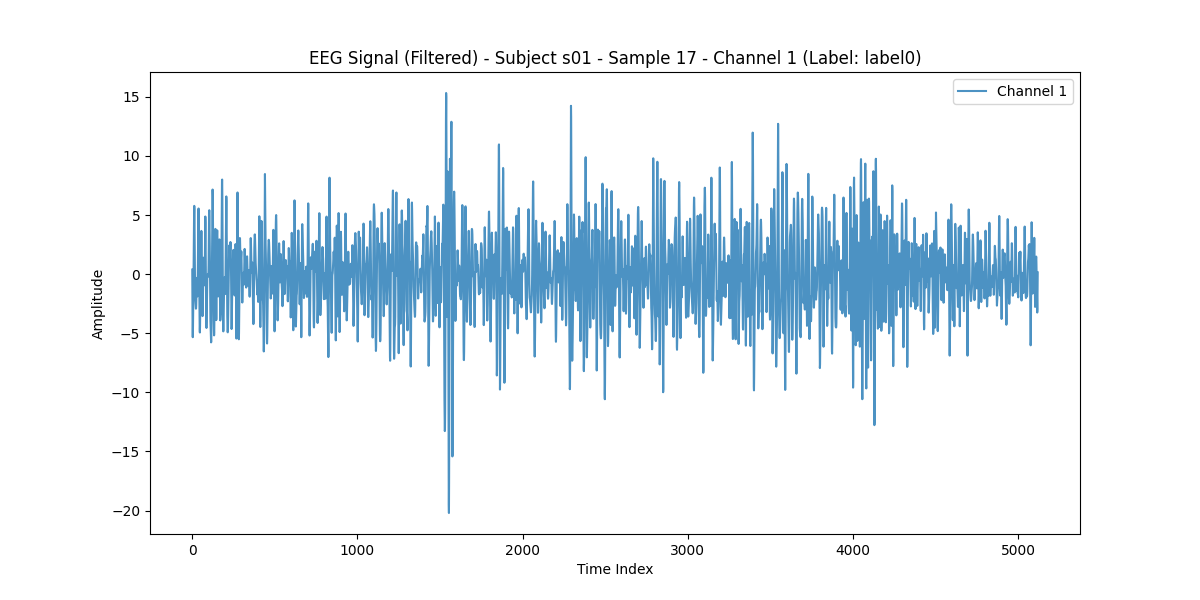 EEG Signal (Filtered) - Subject s01 - Sample 17 - Channel 1 (Label: label0)
Channel 1
15
10
5
0
−5
−10
−15
−20
Amplitude
0 1000 2000 3000 4000 5000
Time Index